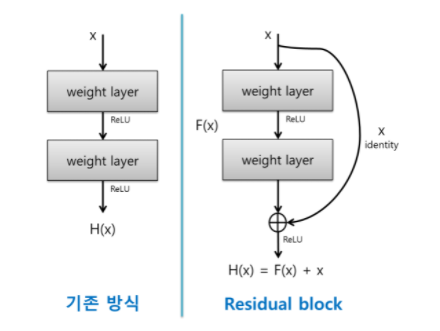 x
weight layer
ReLU
weight layer
ReLU
H(x)
기존 방식
x
weight layer
F(x)
ReLU
x
identity
weight layer
ReLU
H(x) = F(x) + x
Residual block